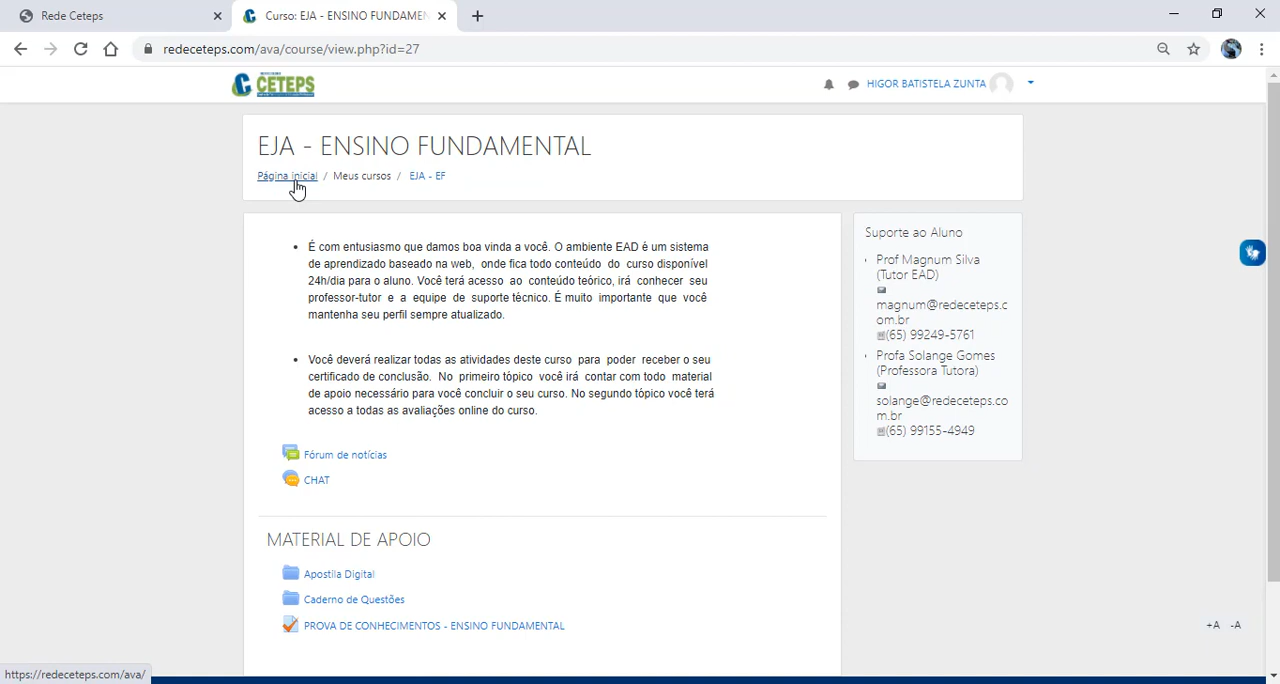 Rede Ceteps
Curso: EJA - ENSINO FUNDAMEN
redeceteps.com/ava/course/view.php?id=27
CETEPS
HIGOR BATISTELA ZUNTA
EJA - ENSINO FUNDAMENTAL
Página inicial / Meus cursos / EJA - EF
É com entusiasmo que damos boa vinda a você. O ambiente EAD é um sistema
de aprendizado baseado na web, onde fica todo conteúdo do curso disponível
24h/dia para o aluno. Você terá acesso ao conteúdo teórico, irá conhecer seu
professor-tutor e a equipe de suporte técnico. É muito importante que você
mantenha seu perfil sempre atualizado.
Você deverá realizar todas as atividades deste curso para poder receber o seu
certificado de conclusão. No primeiro tópico você irá contar com todo material
de apoio necessário para você concluir o seu curso. No segundo tópico você terá
acesso a todas as avaliações online do curso.
Fórum de notícias
CHAT
MATERIAL DE APOIO
Apostila Digital
Caderno de Questões
PROVA DE CONHECIMENTOS - ENSINO FUNDAMENTAL
Suporte ao Aluno
Prof Magnum Silva
(Tutor EAD)
magnum@redeceteps.c
om.br
(65) 99249-5761
Profa Solange Gomes
(Professora Tutora)
solange@redeceteps.co
m.br
(65) 99155-4949
+A -A
https://redeceteps.com/ava/